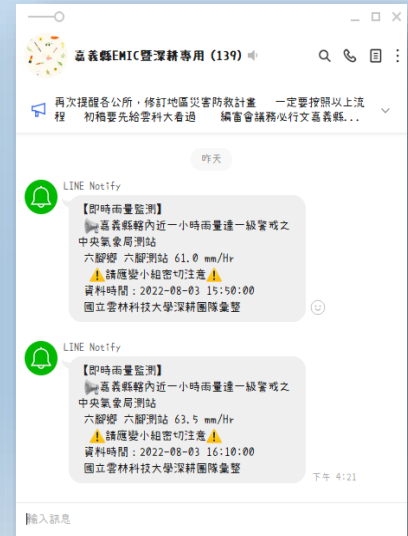 嘉義縣EMIC暨深耕專用 (139)
再次提醒各公所，修訂地區災害防救計畫 一定要按照以上流
程 初稿要先給雲科大看過 編審會議務必行文嘉義縣...
昨天
LINE Notify
【即時雨量監測】
嘉義縣轄內近一小時雨量達一級警戒之
中央氣象局測站
六腳鄉 六腳測站 61.0 mm/Hr
⚠請應變小組密切注意⚠
資料時間：2022-08-03 15:50:00
國立雲林科技大學深耕團隊彙整
LINE Notify
【即時雨量監測】
嘉義縣轄內近一小時雨量達一級警戒之
中央氣象局測站
六腳鄉 六腳測站 63.5 mm/Hr
⚠請應變小組密切注意⚠
資料時間：2022-08-03 16:10:00
國立雲林科技大學深耕團隊彙整
下午 4:21
輸入訊息